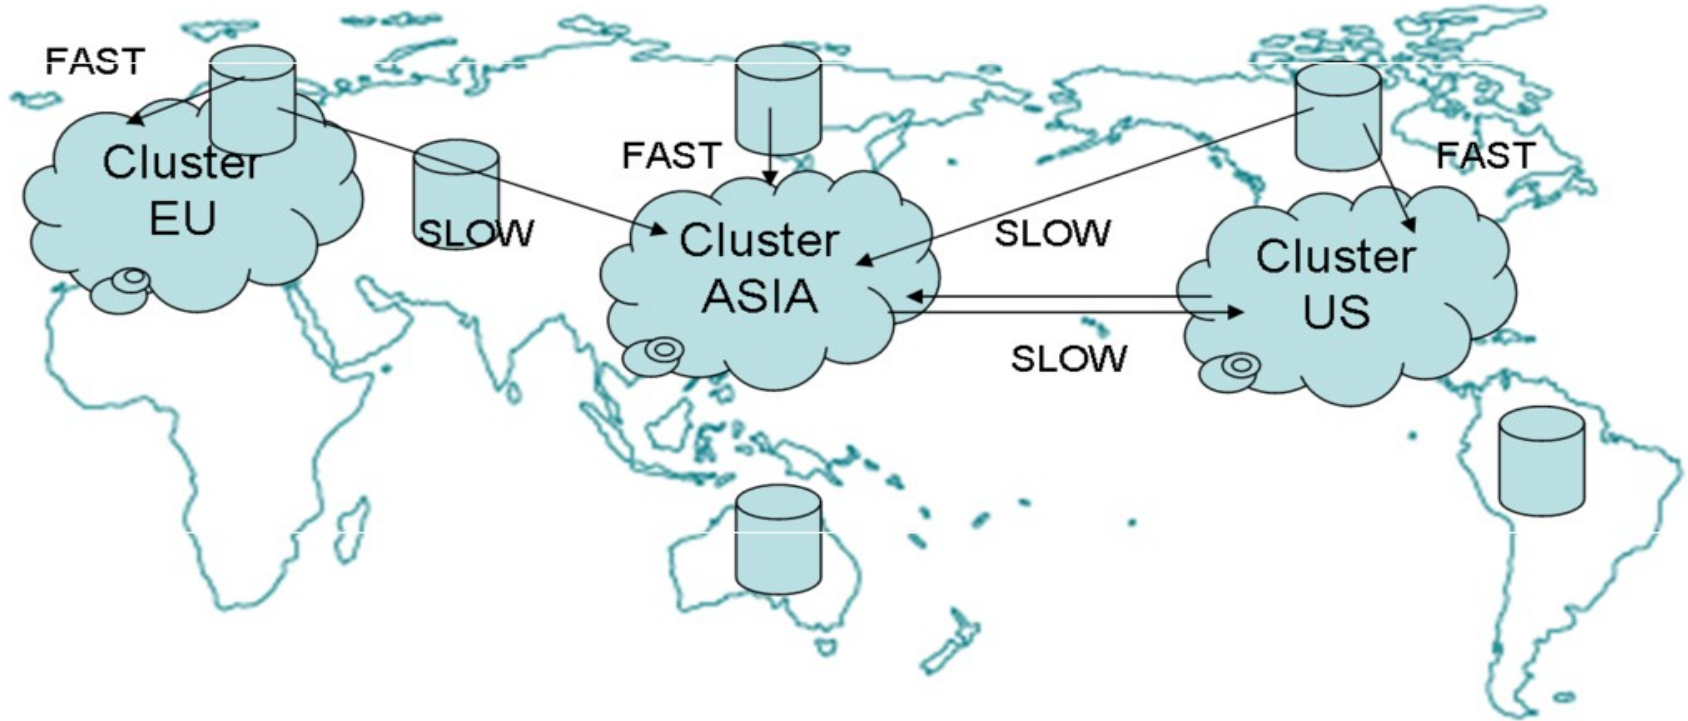 FAST
Cluster
EU
SLOW
FAST
Cluster
ASIA
SLOW
SLOW
FAST
Cluster
US